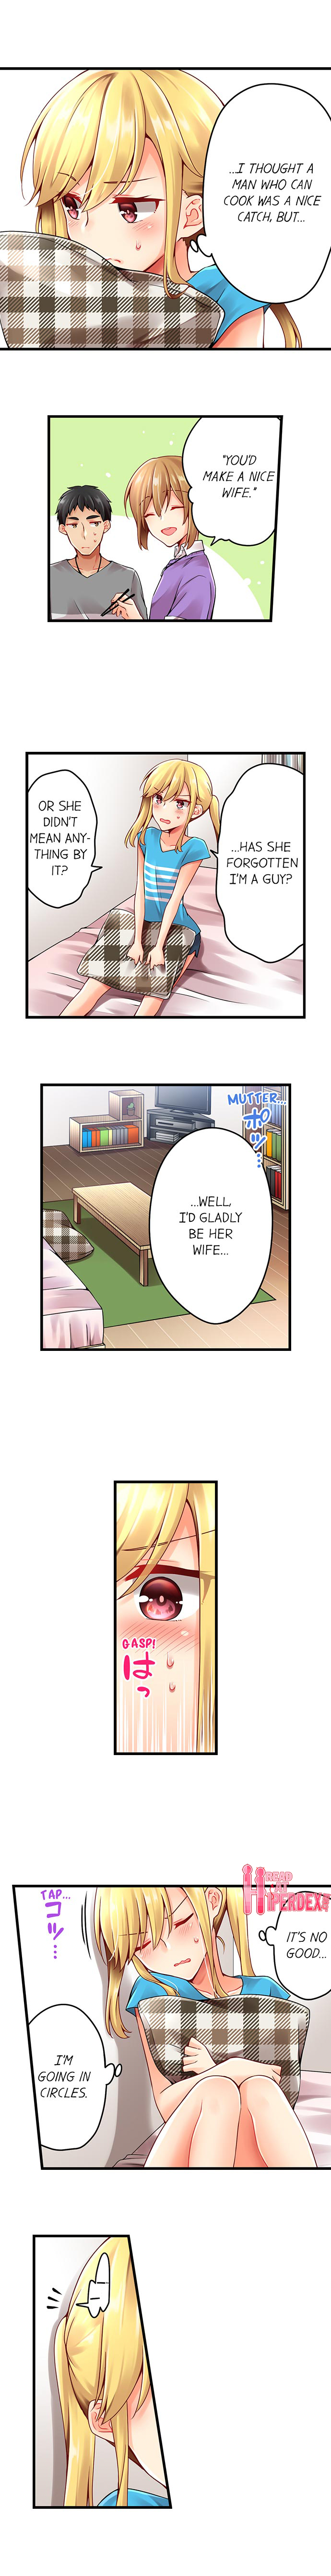 ...I THOUGHT A
MAN WHO CAN
COOK WAS A NICE
CATCH, BUT...
"YOU'D
MAKE A NICE
WIFE."
...HAS SHE
FORGOTTEN
I'M A GUY?
OR SHE
DIDN'T
MEAN ANY-
THING BY
IT?
MUTTER...
ポツ...
...WELL,
I'D GLADLY
BE HER
WIFE...
GASP!
はっ
READ
AT
HIPERDEX
IT'S NO
GOOD...
TAP...
コツ...
I'M
GOING IN
CIRCLES.